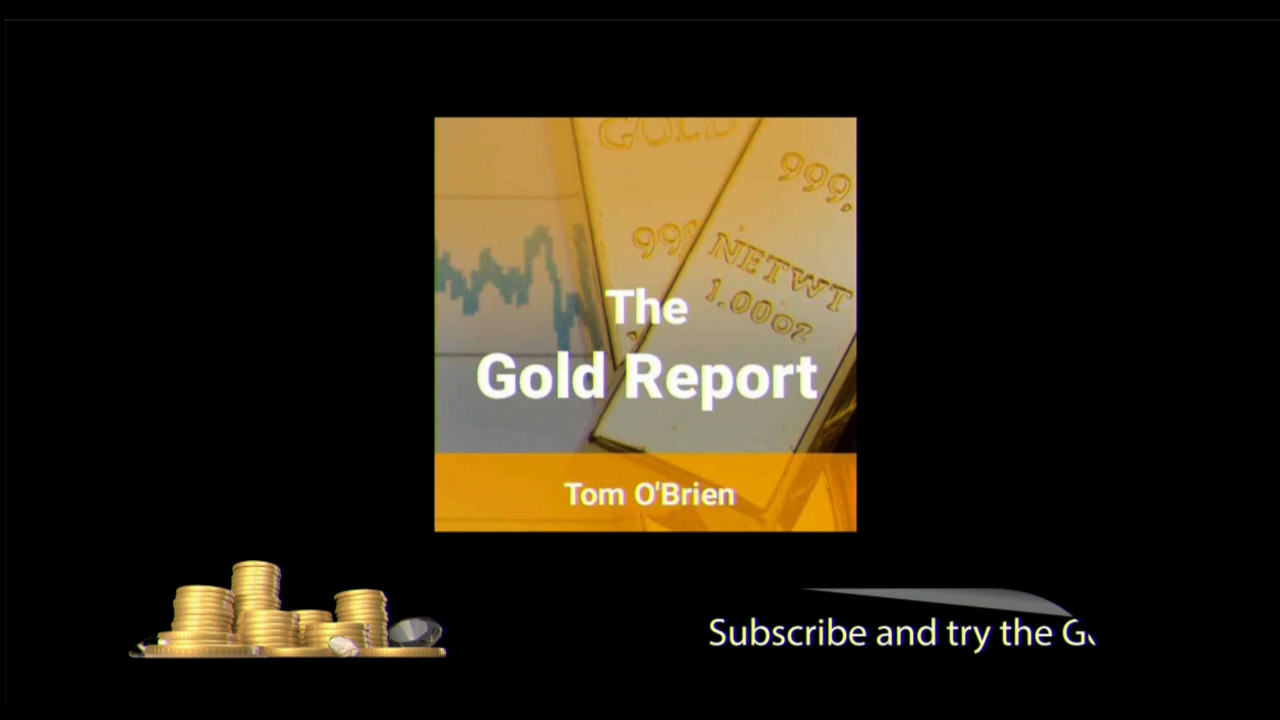 GOLD
999.
999
NETWT
1.00oz
The
Gold Report
Tom O'Brien
Subscribe and try the